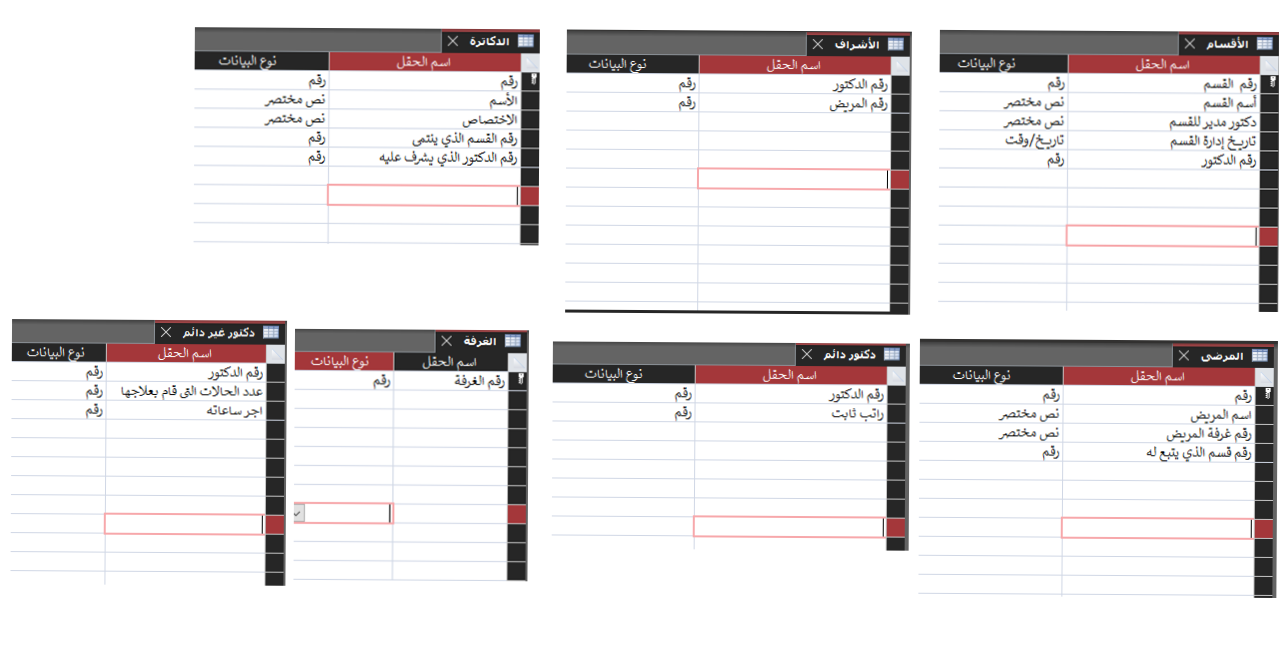 الأقسام
اسم الحقل نوع البيانات
رقم القسم رقم
أسم القسم نص مختصر
دكتور مدير للقسم نص مختصر
تاريخ إدارة القسم تاريخ/وقت
رقم الدكتور رقم
الأشراف
اسم الحقل نوع البيانات
رقم الدكتور رقم
رقم المريض رقم
الدكاترة
اسم الحقل نوع البيانات
رقم رقم
الأسم نص مختصر
الاختصاص نص مختصر
رقم القسم الذي ينتمى رقم
رقم الدكتور الذي يشرف عليه رقم
المرضى
اسم الحقل نوع البيانات
رقم رقم
اسم المريض نص مختصر
رقم غرفة المريض نص مختصر
رقم قسم الذي يتبع له رقم
دكتور دائم
اسم الحقل نوع البيانات
رقم الدكتور رقم
راتب ثابت رقم
الغرفة
اسم الحقل نوع البيانات
رقم الغرفة رقم
دكتور غير دائم
اسم الحقل نوع البيانات
رقم الدكتور رقم
عدد الحالات التى قام بعلاجها رقم
اجر ساعاته رقم